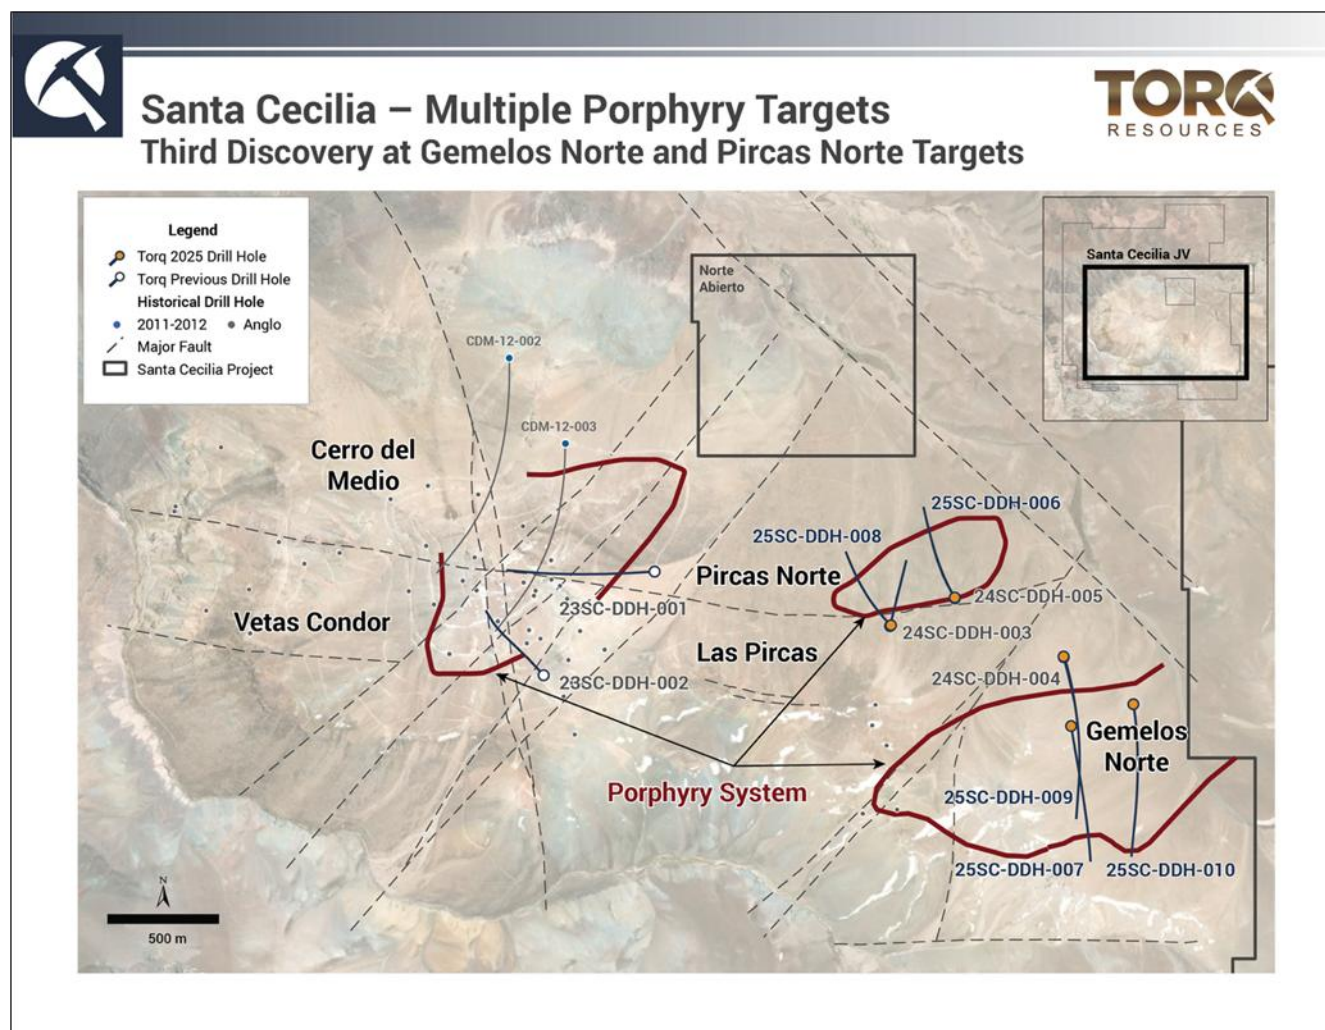 Santa Cecilia – Multiple Porphyry Targets
Third Discovery at Gemelos Norte and Pircas Norte Targets
TORQ
RESOURCES
Legend
Torq 2025 Drill Hole
Torq Previous Drill Hole
Historical Drill Hole
2011-2012
Anglo
Major Fault
Santa Cecilia Project
Norte
Abierto
Santa Cecilia JV
CDM-12-002
CDM-12-003
Cerro del
Medio
25SC-DDH-006
25SC-DDH-008
Pircas Norte
24SC-DDH-005
23SC-DDH-001
Vetas Condor
24SC-DDH-003
Las Pircas
24SC-DDH-004
23SC-DDH-002
Gemelos
Norte
Porphyry System
25SC-DDH-009
25SC-DDH-007
25SC-DDH-010
N
500 m